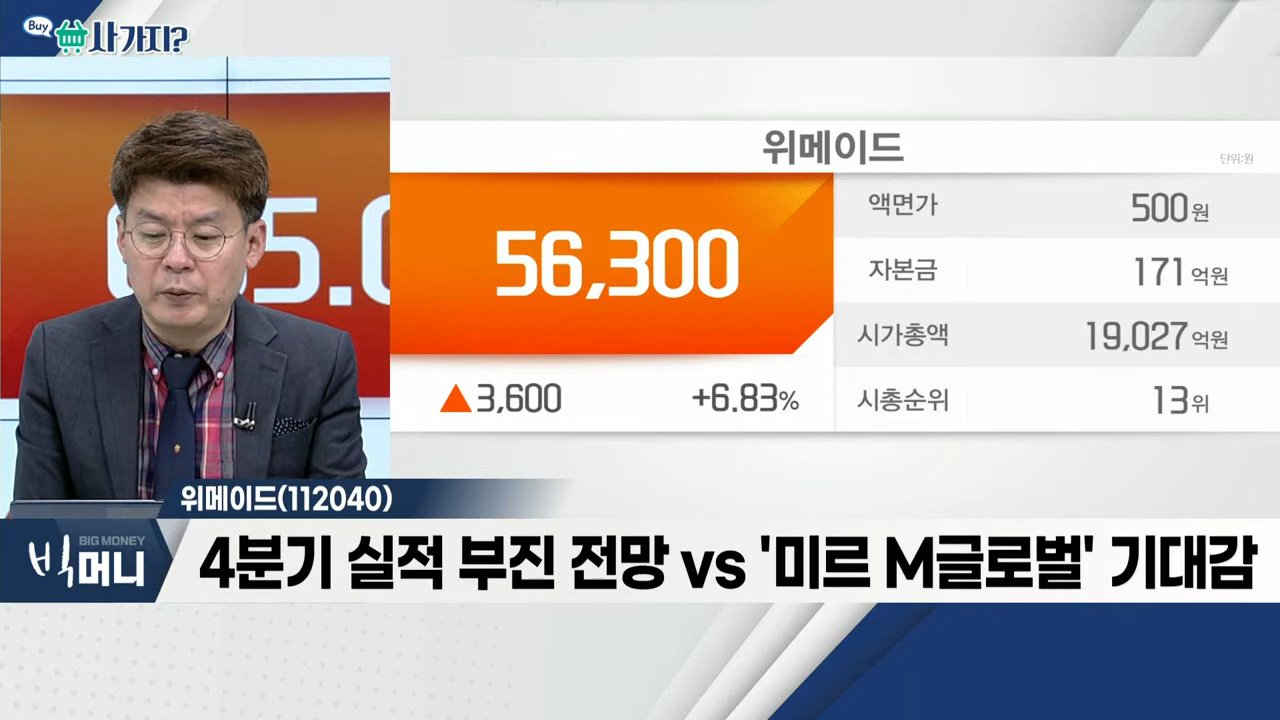 Buy 사가지?
위메이드
단위:원
56,300
▲3,600 +6.83%
액면가 500원
자본금 171억원
시가총액 19,027억원
시총순위 13위
위메이드(112040)
BIG MONEY
빅머니
4분기 실적 부진 전망 vs '미르 M글로벌' 기대감